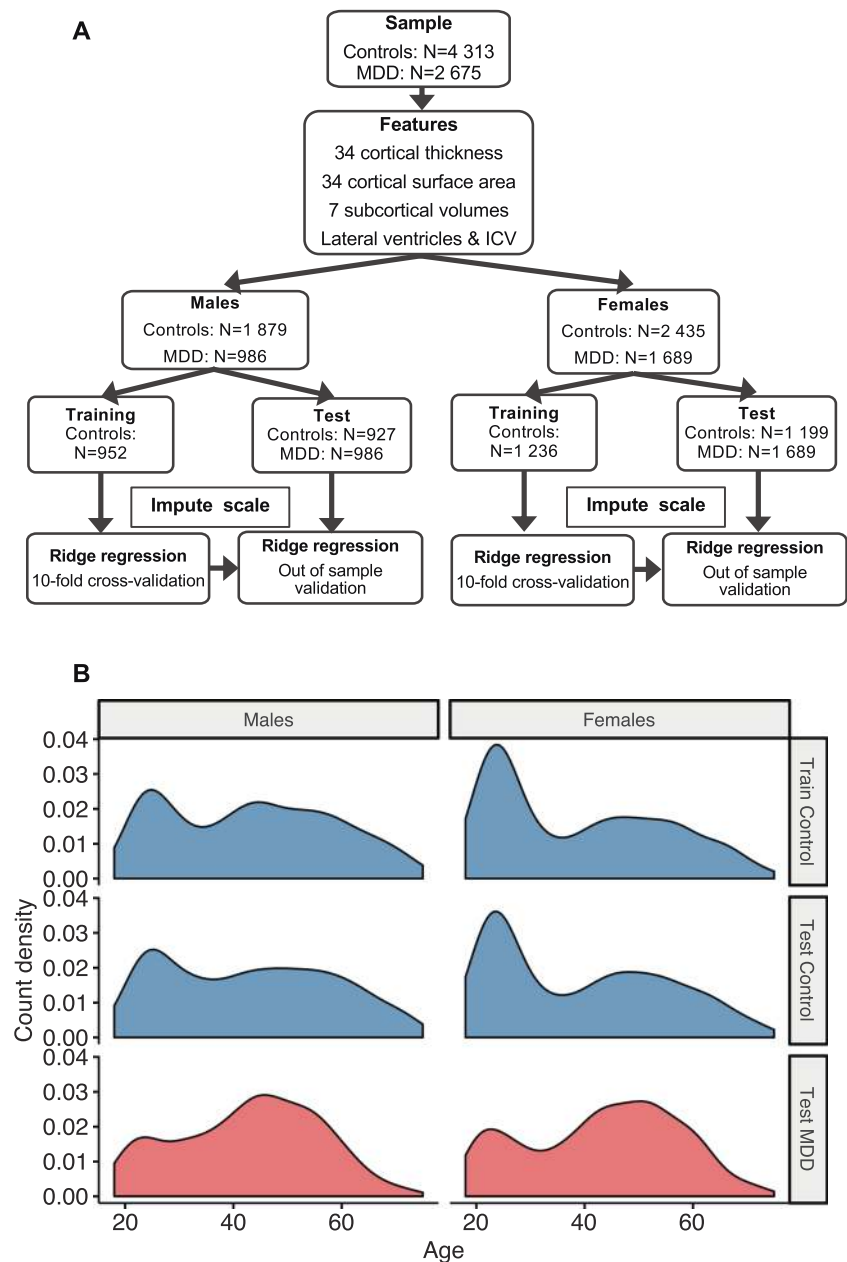 A
Sample
Controls: N=4 313
MDD: N=2 675
Features
34 cortical thickness
34 cortical surface area
7 subcortical volumes
Lateral ventricles & ICV
Males
Controls: N=1 879
MDD: N=986
Females
Controls: N=2 435
MDD: N=1 689
Training
Controls:
N=952
Test
Controls: N=927
MDD: N=986
Training
Controls:
N=1 236
Test
Controls: N=1 199
MDD: N=1 689
Impute scale
Impute scale
Ridge regression
10-fold cross-validation
Ridge regression
Out of sample
validation
Ridge regression
10-fold cross-validation
Ridge regression
Out of sample
validation
B
Males
Females
0.04
0.03
0.02
0.01
0.00
Train Control
0.04
0.03
0.02
0.01
0.00
Test Control
0.04
0.03
0.02
0.01
0.00
Test MDD
Count density
20
40
60
20
40
60
Age